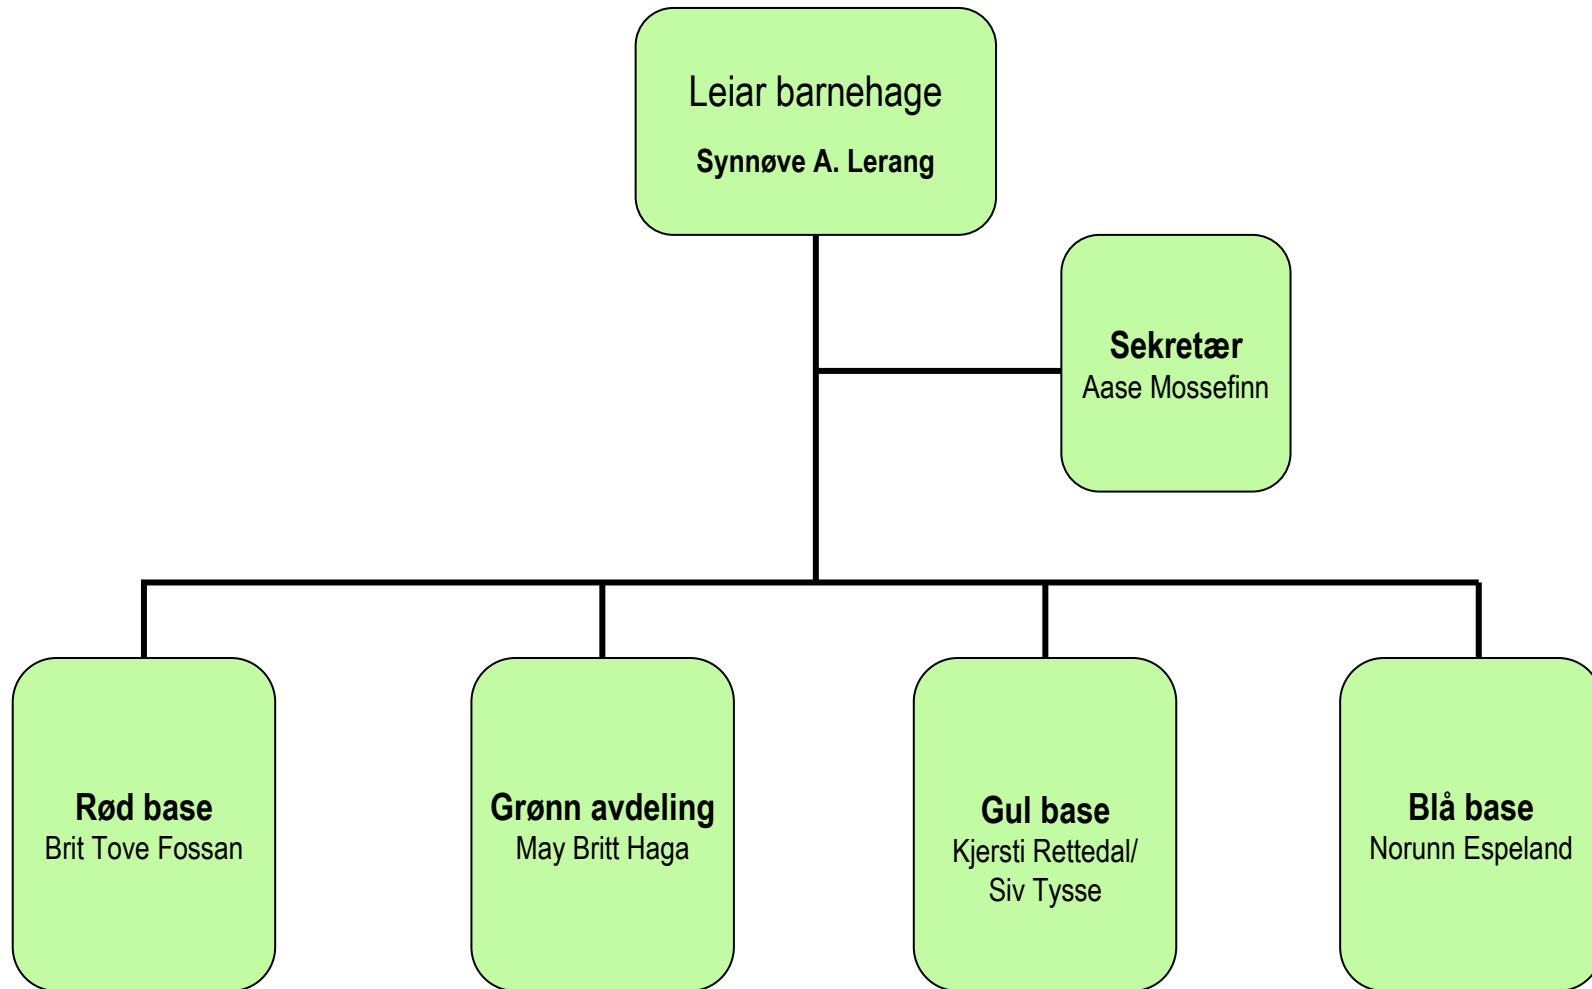 Leiar barnehage
Synnøve A. Lerang
Sekretær
Aase Mossefinn
Rød base
Brit Tove Fossan
Grønn avdeling
May Britt Haga
Gul base
Kjersti Rettedal/
Siv Tysse
Blå base
Norunn Espeland